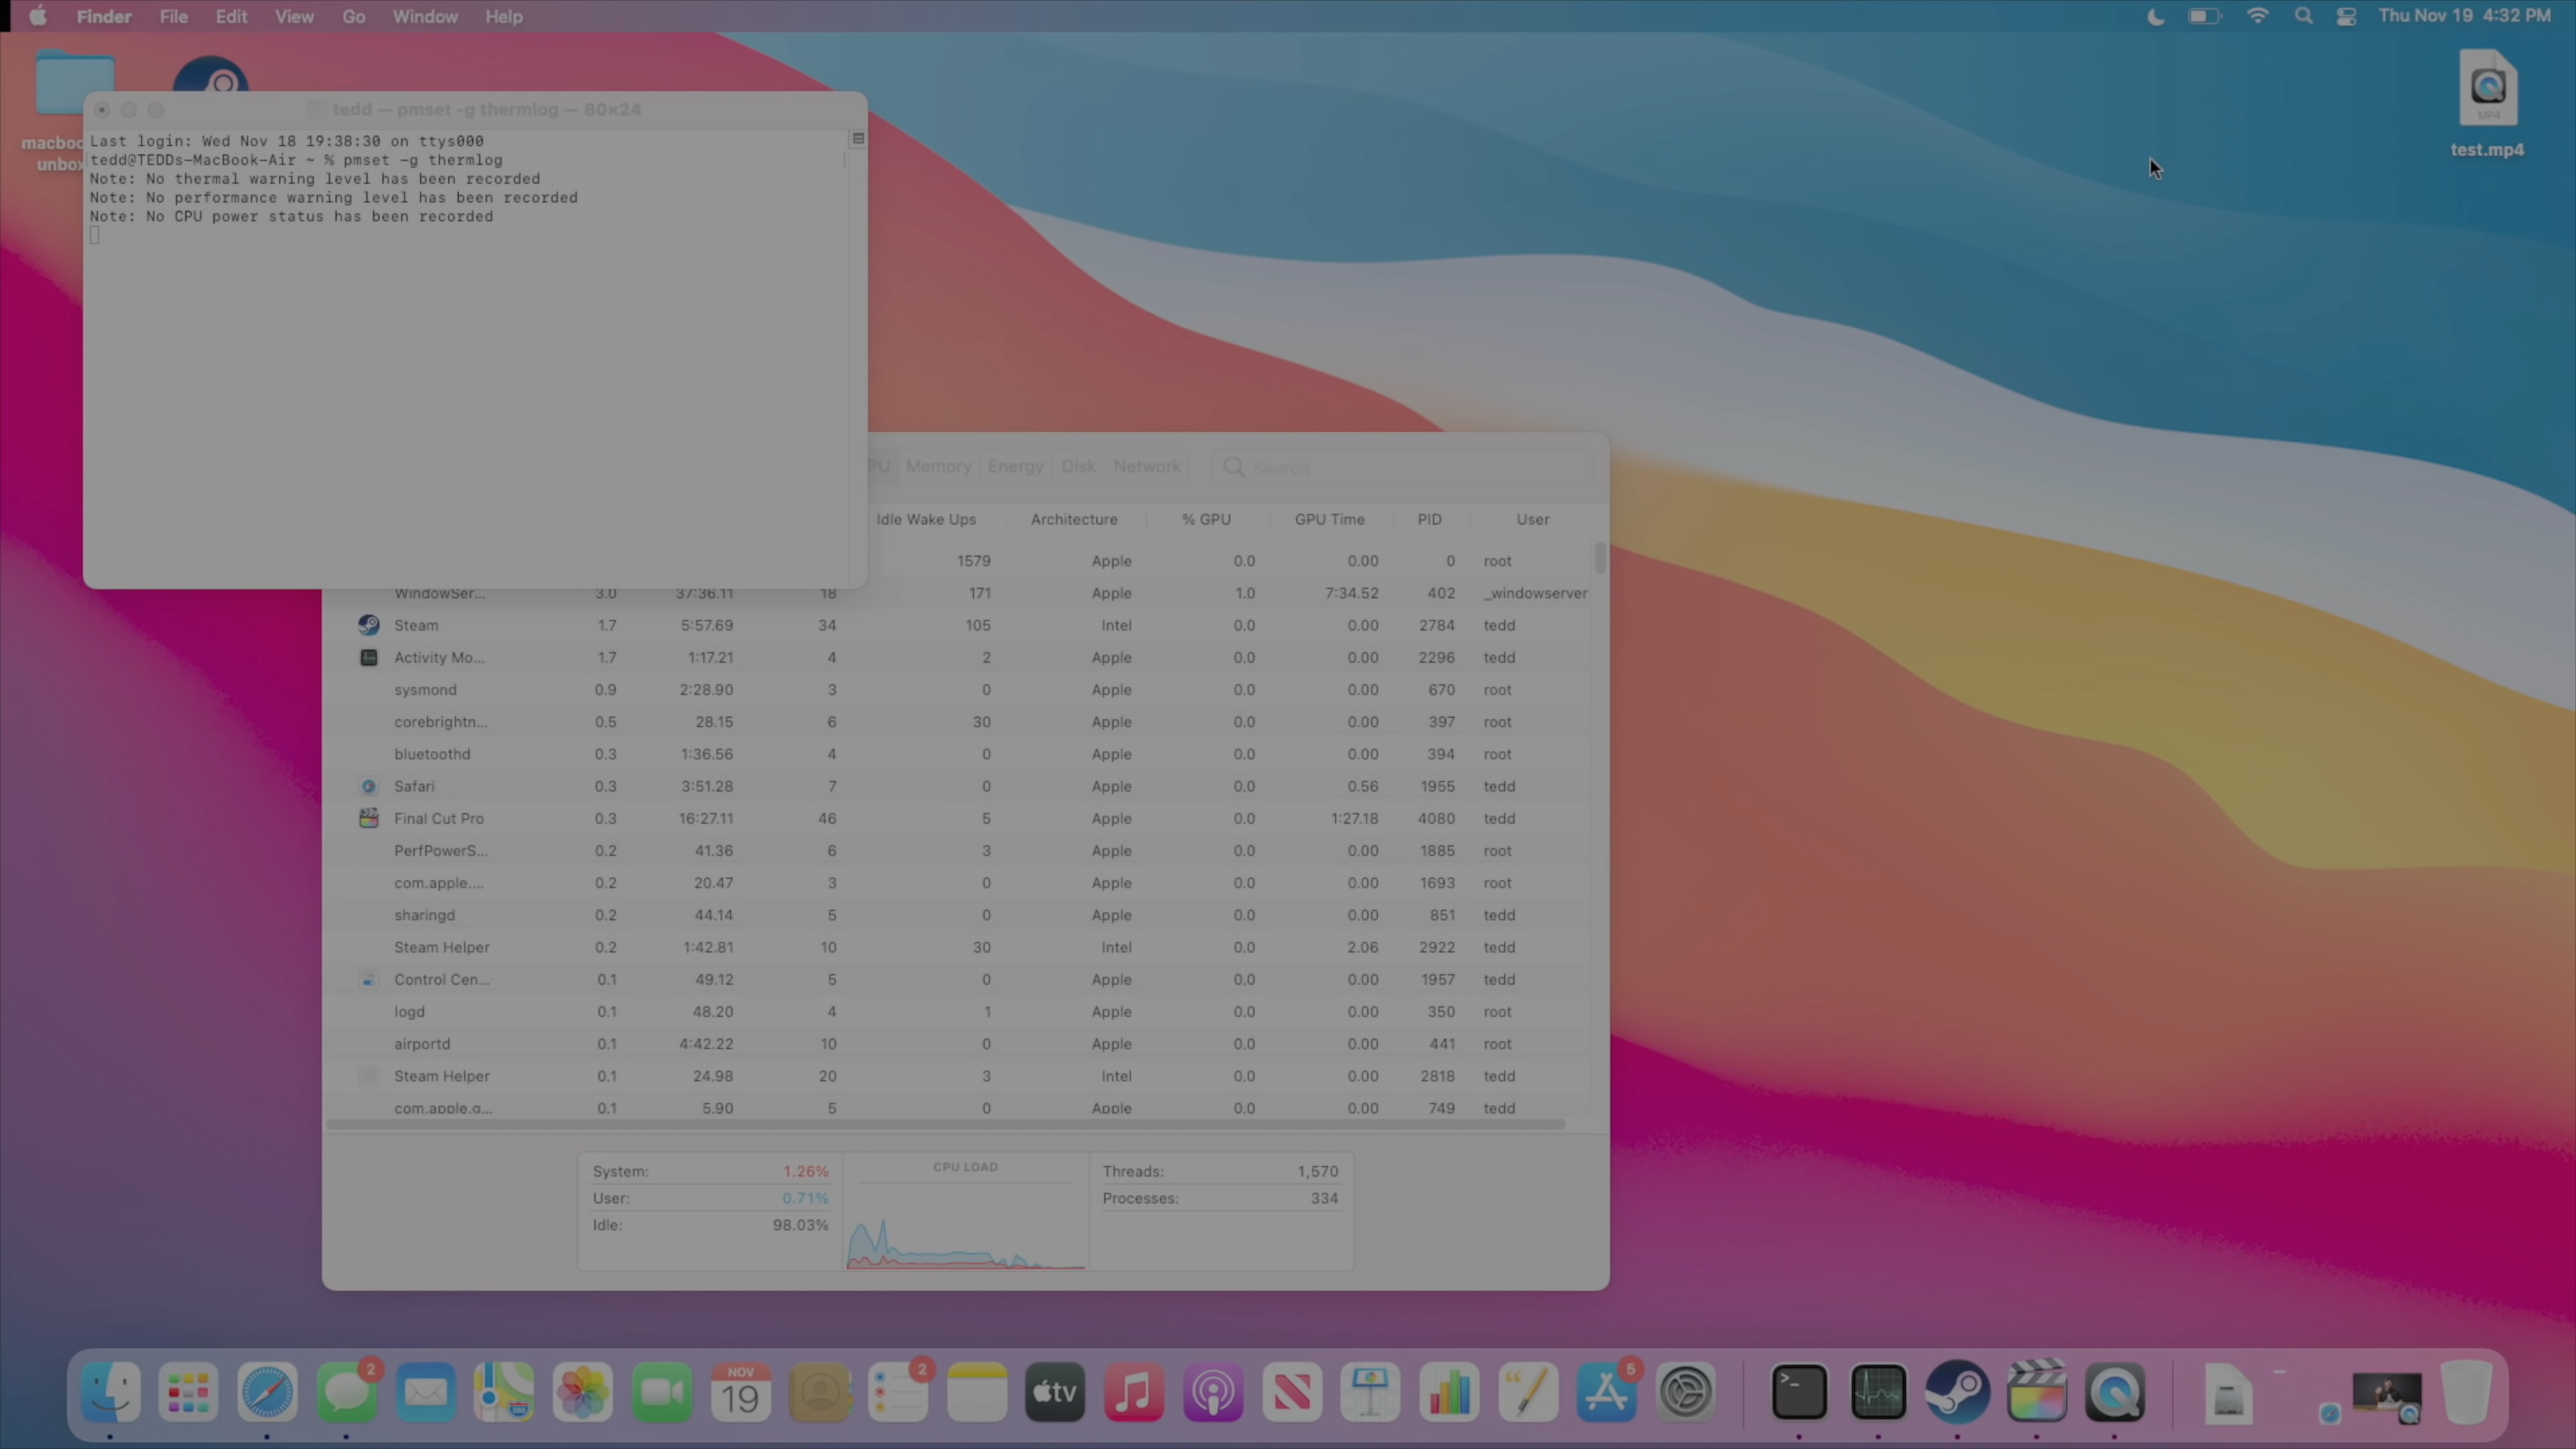 Finder File Edit View Go Window Help Thu Nov 19 4:32 PM
tedd — pmset -g thermlog — 80×24
Last login: Wed Nov 18 19:38:30 on ttys000
tedd@TEDDs-MacBook-Air ~ % pmset -g thermlog
Note: No thermal warning level has been recorded
Note: No performance warning level has been recorded
Note: No CPU power status has been recorded
macboo
unbox
MP4
test.mp4
PU Memory Energy Disk Network Search
Idle Wake Ups Architecture % GPU GPU Time PID User
1579 Apple 0.0 0.00 0 root
WindowSer... 3.0 37:36.11 18 171 Apple 1.0 7:34.52 402 _windowserver
Steam 1.7 5:57.69 34 105 Intel 0.0 0.00 2784 tedd
Activity Mo... 1.7 1:17.21 4 2 Apple 0.0 0.00 2296 tedd
sysmond 0.9 2:28.90 3 0 Apple 0.0 0.00 670 root
corebrightn... 0.5 28.15 6 30 Apple 0.0 0.00 397 root
bluetoothd 0.3 1:36.56 4 0 Apple 0.0 0.00 394 root
Safari 0.3 3:51.28 7 0 Apple 0.0 0.56 1955 tedd
Final Cut Pro 0.3 16:27.11 46 5 Apple 0.0 1:27.18 4080 tedd
PerfPowerS... 0.2 41.36 6 3 Apple 0.0 0.00 1885 root
com.apple.... 0.2 20.47 3 0 Apple 0.0 0.00 1693 root
sharingd 0.2 44.14 5 0 Apple 0.0 0.00 851 tedd
Steam Helper 0.2 1:42.81 10 30 Intel 0.0 2.06 2922 tedd
Control Cen... 0.1 49.12 5 0 Apple 0.0 0.00 1957 tedd
logd 0.1 48.20 4 1 Apple 0.0 0.00 350 root
airportd 0.1 4:42.22 10 0 Apple 0.0 0.00 441 root
Steam Helper 0.1 24.98 20 3 Intel 0.0 0.00 2818 tedd
com.apple.g... 0.1 5.90 5 0 Apple 0.0 0.00 749 tedd
System: 1.26% CPU LOAD Threads: 1,570
User: 0.71% Processes: 334
Idle: 98.03%
2 NOV 19 2 tv 5 >_